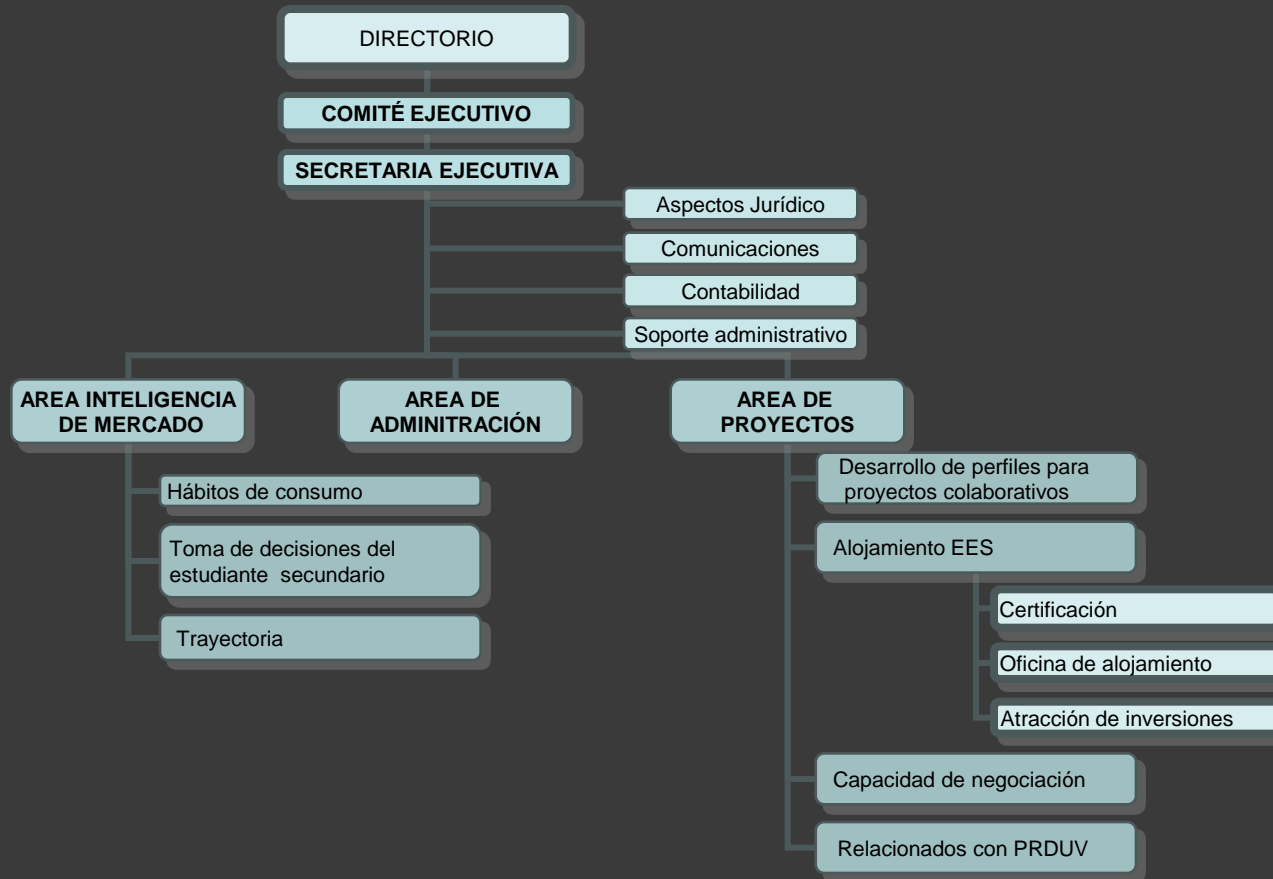 DIRECTORIO
COMITÉ EJECUTIVO
SECRETARIA EJECUTIVA
Aspectos Jurídico
Comunicaciones
Contabilidad
Soporte administrativo
AREA INTELIGENCIA
DE MERCADO
AREA DE
ADMINITRACIÓN
AREA DE
PROYECTOS
Hábitos de consumo
Toma de decisiones del
estudiante secundario
Trayectoria
Desarrollo de perfiles para
proyectos colaborativos
Alojamiento EES
Certificación
Oficina de alojamiento
Atracción de inversiones
Capacidad de negociación
Relacionados con PRDUV